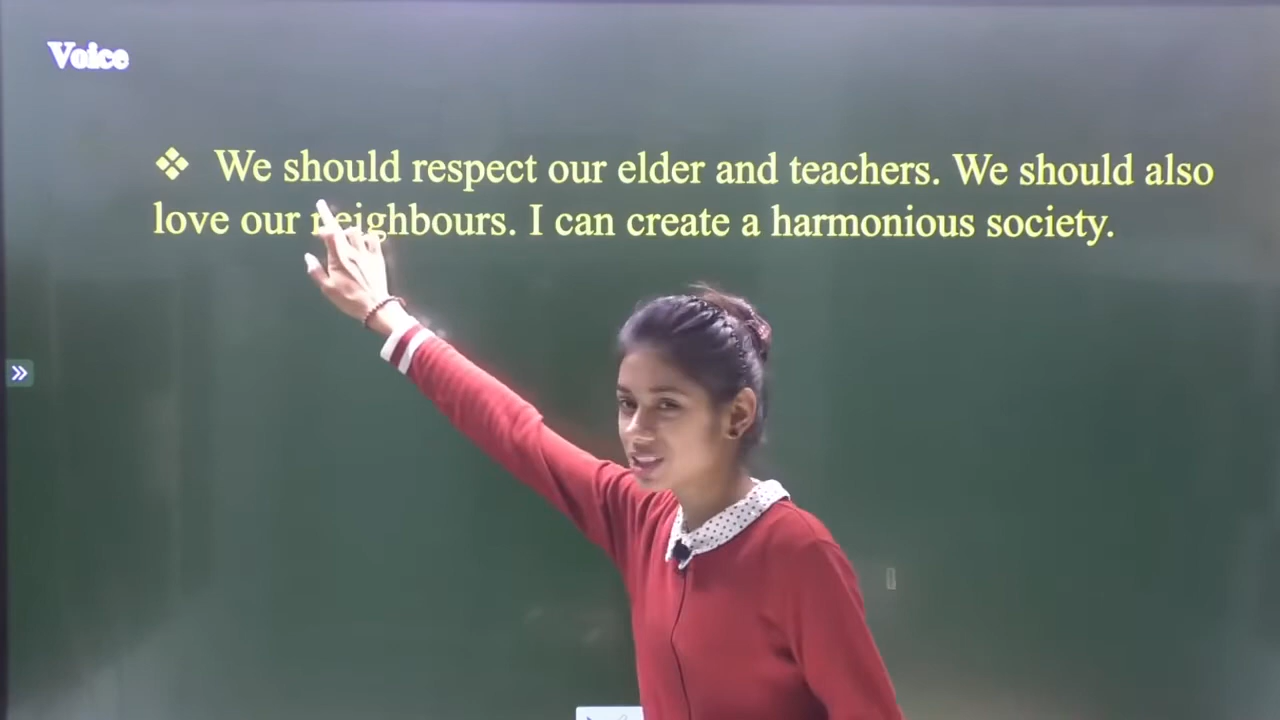 Voice
❖ We should respect our elder and teachers. We should also
love our neighbours. I can create a harmonious society.